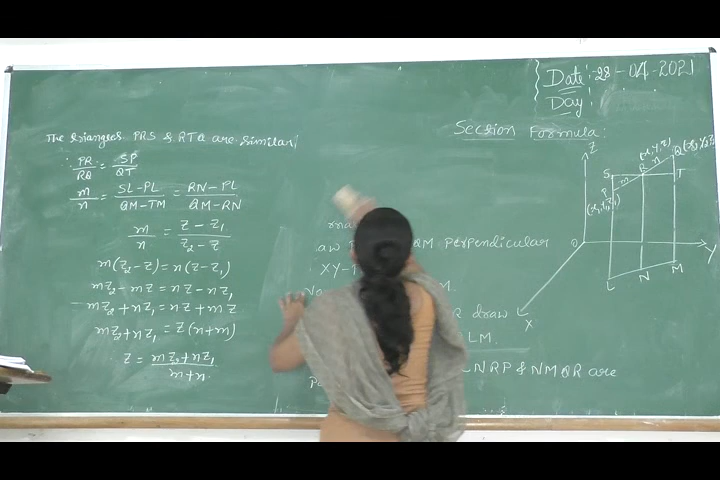 Date: 28-04-2021
Day:
Section Formula:
The triangles PRS & RTQ are similar,
∴ PR/RQ = SP/QT
m/n = SL-PL/QM-TM = RN-PL/QM-RN
m/n = z-z₁/z₂-z
m(z₂-z) = n(z-z₁)
mz₂-mz = nz-nz₁
mz₂+nz₁ = nz+mz
mz₂+nz₁ = z(n+m)
z = mz₂+nz₁/m+n.
QM perpendicular
XY-
M.
R draw
LM.
LNRP & NMQR are
Z
(x, y, z)
S
R
n
T
P
m
O
Y
L
N
M
X